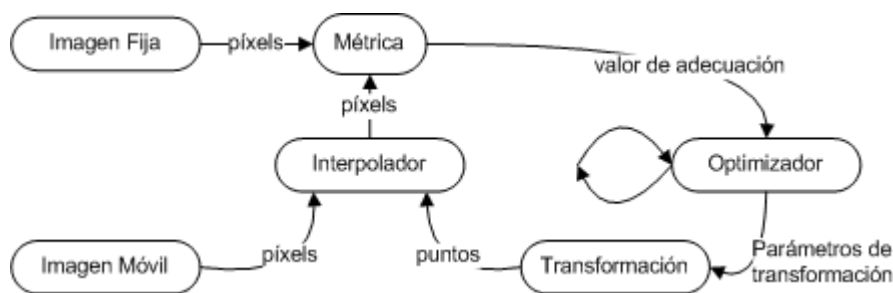 Imagen Fija
píxels
Métrica
valor de adecuación
píxels
Interpolador
Optimizador
Imagen Móvil
píxels
puntos
Transformación
Parámetros de
transformación